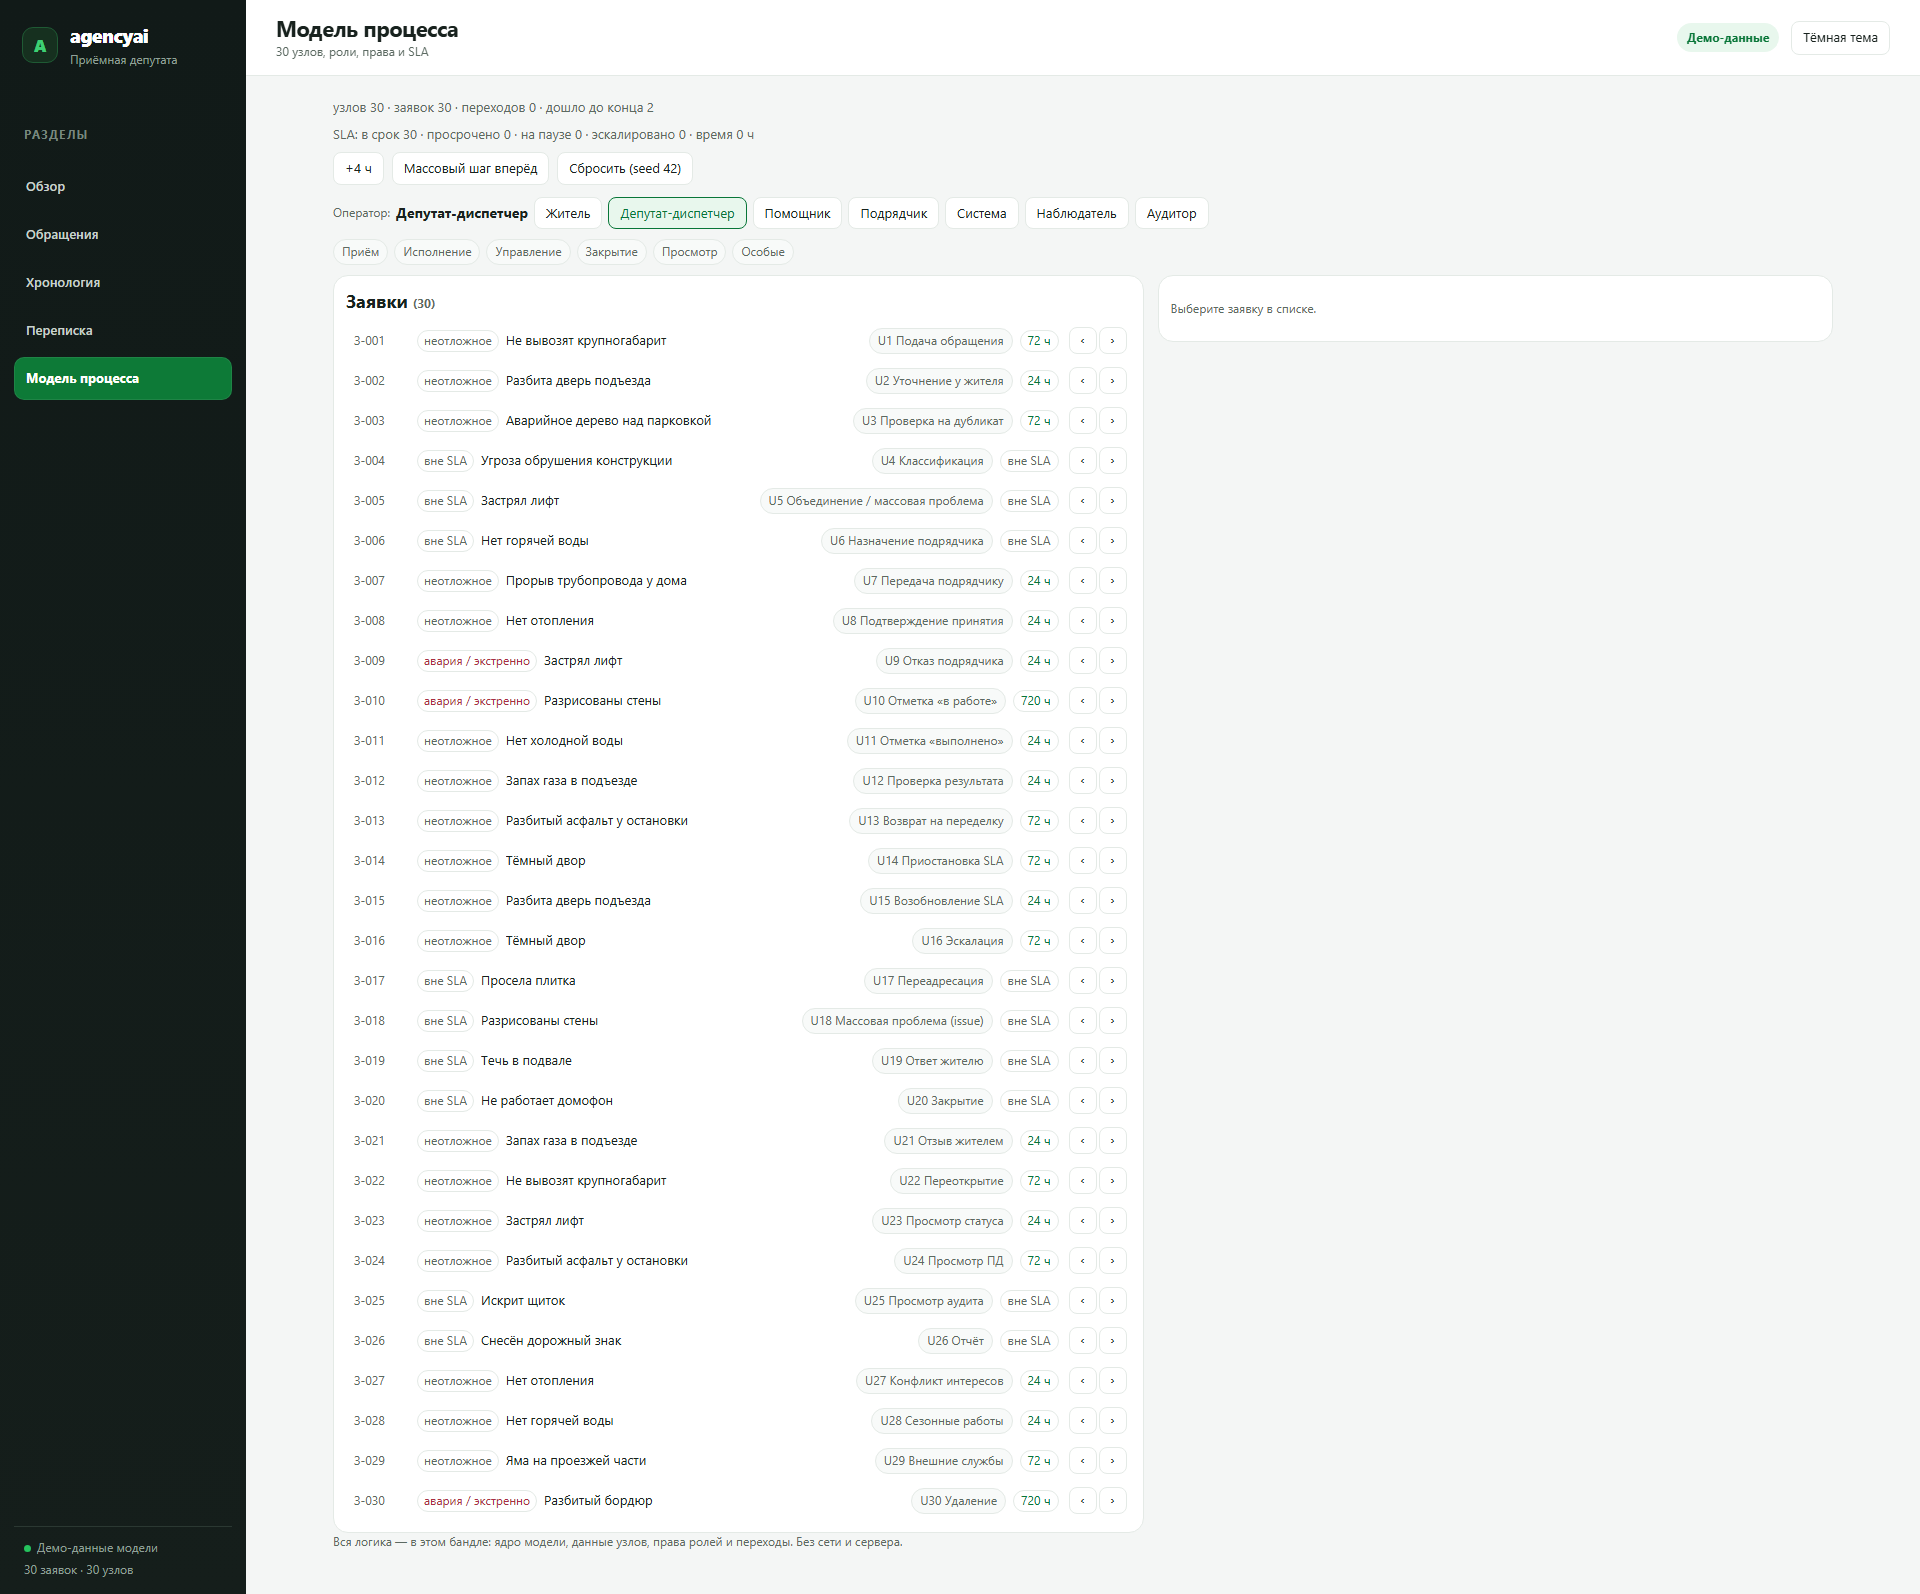 A
agencyai
Приёмная депутата
РАЗДЕЛЫ
Обзор
Обращения
Хронология
Переписка
Модель процесса
Демо-данные модели
30 заявок · 30 узлов
Модель процесса
30 узлов, роли, права и SLA
Демо-данные
Тёмная тема
узлов 30 · заявок 30 · переходов 0 · дошло до конца 2
SLA: в срок 30 · просрочено 0 · на паузе 0 · эскалировано 0 · время 0 ч
+4 ч Массовый шаг вперёд Сбросить (seed 42)
Оператор: Депутат-диспетчер Житель Депутат-диспетчер Помощник Подрядчик Система Наблюдатель Аудитор
Приём Исполнение Управление Закрытие Просмотр Особые
Заявки (30)
З-001 неотложное Не вывозят крупногабарит U1 Подача обращения 72 ч ‹ ›
З-002 неотложное Разбита дверь подъезда U2 Уточнение у жителя 24 ч ‹ ›
З-003 неотложное Аварийное дерево над парковкой U3 Проверка на дубликат 72 ч ‹ ›
З-004 вне SLA Угроза обрушения конструкции U4 Классификация вне SLA ‹ ›
З-005 вне SLA Застрял лифт U5 Объединение / массовая проблема вне SLA ‹ ›
З-006 вне SLA Нет горячей воды U6 Назначение подрядчика вне SLA ‹ ›
З-007 неотложное Прорыв трубопровода у дома U7 Передача подрядчику 24 ч ‹ ›
З-008 неотложное Нет отопления U8 Подтверждение принятия 24 ч ‹ ›
З-009 авария / экстренно Застрял лифт U9 Отказ подрядчика 24 ч ‹ ›
З-010 авария / экстренно Разрисованы стены U10 Отметка «в работе» 720 ч ‹ ›
З-011 неотложное Нет холодной воды U11 Отметка «выполнено» 24 ч ‹ ›
З-012 неотложное Запах газа в подъезде U12 Проверка результата 24 ч ‹ ›
З-013 неотложное Разбитый асфальт у остановки U13 Возврат на переделку 72 ч ‹ ›
З-014 неотложное Тёмный двор U14 Приостановка SLA 72 ч ‹ ›
З-015 неотложное Разбита дверь подъезда U15 Возобновление SLA 24 ч ‹ ›
З-016 неотложное Тёмный двор U16 Эскалация 72 ч ‹ ›
З-017 вне SLA Просела плитка U17 Переадресация вне SLA ‹ ›
З-018 вне SLA Разрисованы стены U18 Массовая проблема (issue) вне SLA ‹ ›
З-019 вне SLA Течь в подвале U19 Ответ жителю вне SLA ‹ ›
З-020 вне SLA Не работает домофон U20 Закрытие вне SLA ‹ ›
З-021 неотложное Запах газа в подъезде U21 Отзыв жителем 24 ч ‹ ›
З-022 неотложное Не вывозят крупногабарит U22 Переоткрытие 72 ч ‹ ›
З-023 неотложное Застрял лифт U23 Просмотр статуса 24 ч ‹ ›
З-024 неотложное Разбитый асфальт у остановки U24 Просмотр ПД 72 ч ‹ ›
З-025 вне SLA Искрит щиток U25 Просмотр аудита вне SLA ‹ ›
З-026 вне SLA Снесён дорожный знак U26 Отчёт вне SLA ‹ ›
З-027 неотложное Нет отопления U27 Конфликт интересов 24 ч ‹ ›
З-028 неотложное Нет горячей воды U28 Сезонные работы 24 ч ‹ ›
З-029 неотложное Яма на проезжей части U29 Внешние службы 72 ч ‹ ›
З-030 авария / экстренно Разбитый бордюр U30 Удаление 720 ч ‹ ›
Выберите заявку в списке.
Вся логика — в этом бандле: ядро модели, данные узлов, права ролей и переходы. Без сети и сервера.